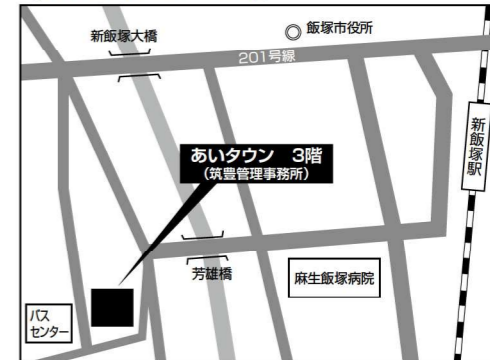 新飯塚大橋
飯塚市役所
201号線
新飯塚駅
あいタウン 3階
(筑豊管理事務所)
芳雄橋
麻生飯塚病院
バス
センター